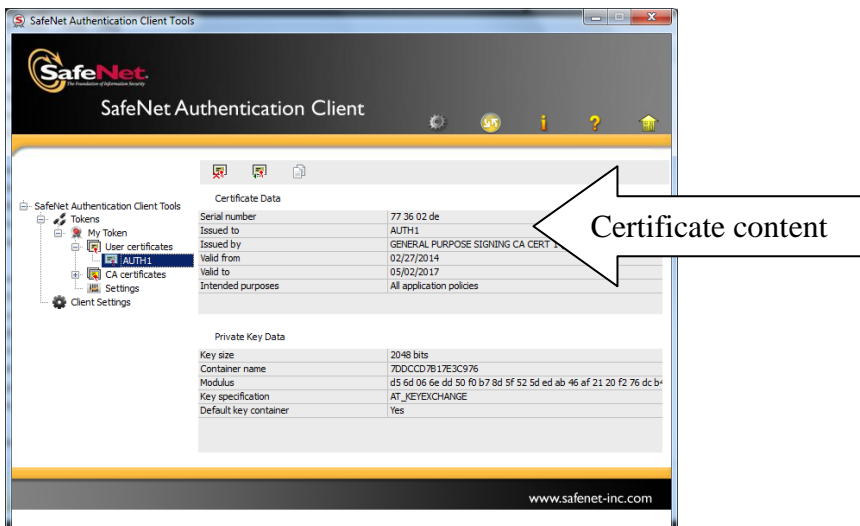 SafeNet Authentication Client Tools
SafeNet.
The Foundation of Information Security
SafeNet Authentication Client
SafeNet Authentication Client Tools
Tokens
My Token
User certificates
AUTH1
CA certificates
Settings
Client Settings
Certificate Data
Serial number 77 36 02 de
Issued to AUTH1
Issued by GENERAL PURPOSE SIGNING CA CERT
Valid from 02/27/2014
Valid to 05/02/2017
Intended purposes All application policies
Private Key Data
Key size 2048 bits
Container name 7DDCCD7B17E3C976
Modulus d5 6d 06 6e dd 50 f0 b7 8d 5f 52 5d ed ab 46 af 21 20 f2 76 dc
Key specification AT_KEYEXCHANGE
Default key container Yes
www.safenet-inc.com
Certificate content